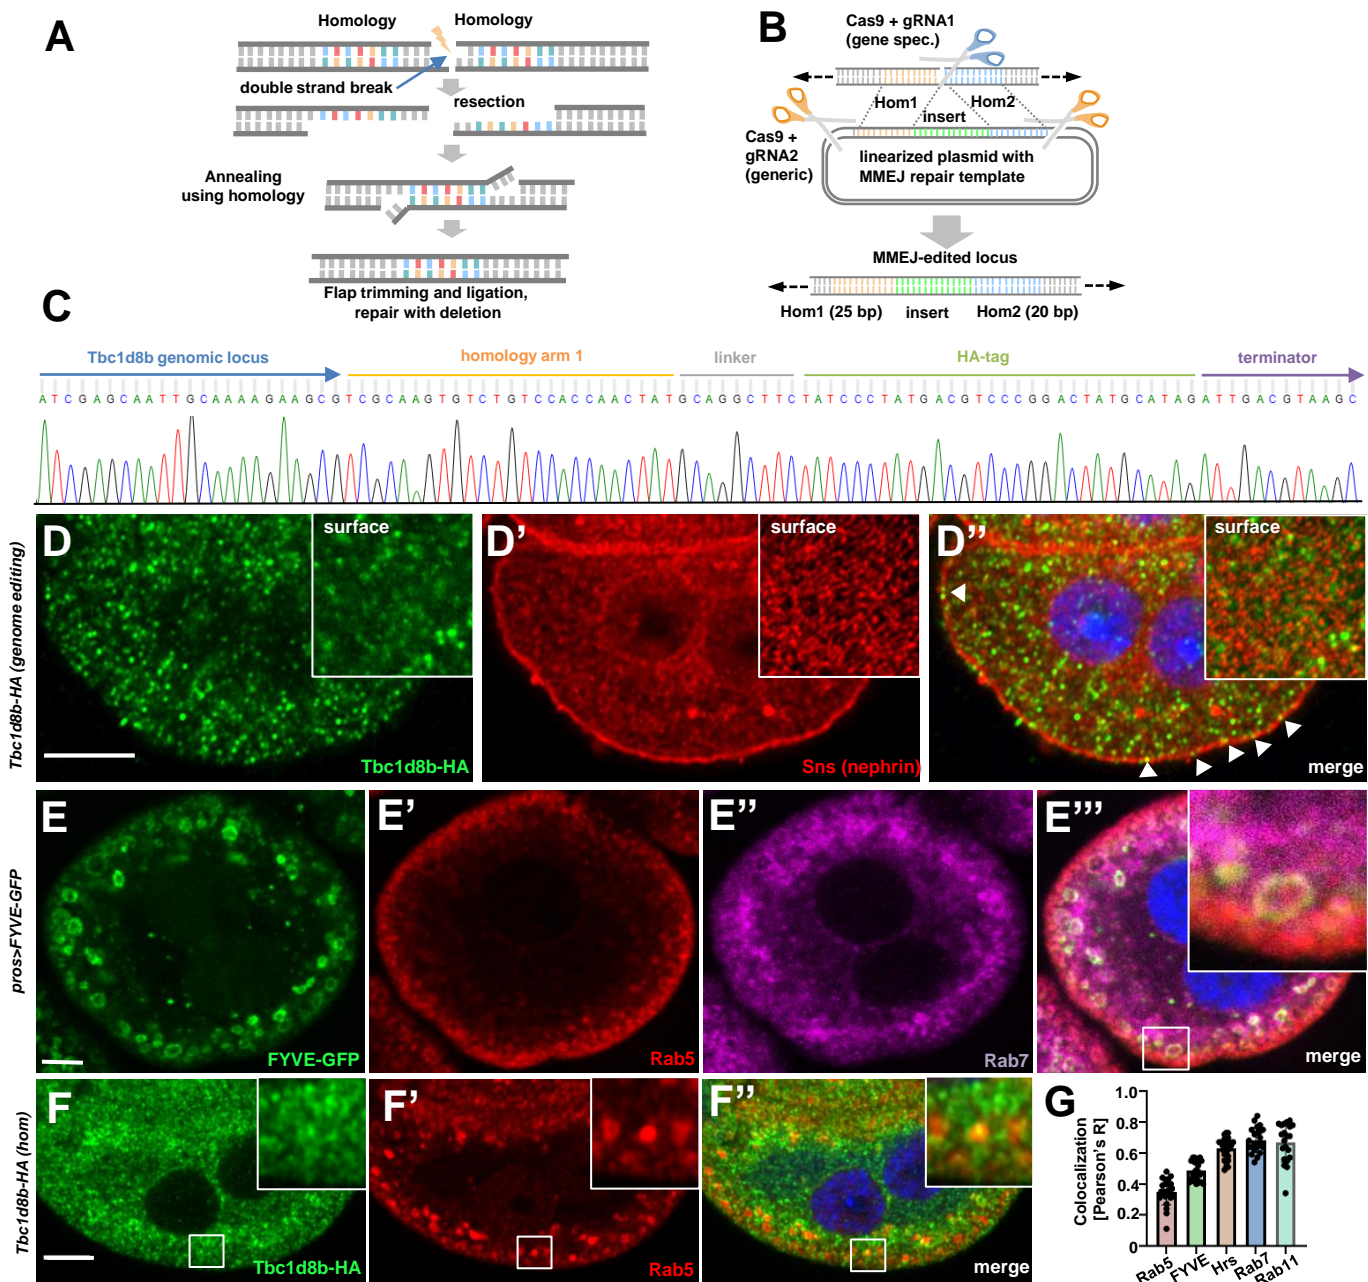 A
Homology
Homology
double strand break
resection
Annealing
using homology
Flap trimming and ligation,
repair with deletion
B
Cas9 + gRNA1
(gene spec.)
Hom1
Hom2
insert
Cas9 +
gRNA2
(generic)
linearized plasmid with
MMEJ repair template
MMEJ-edited locus
Hom1 (25 bp)
insert
Hom2 (20 bp)
C
Tbc1d8b genomic locus
homology arm 1
linker
HA-tag
terminator
ATCGAGCAATTGCAAAAGAAGCGTCGCAAGTGTCTGTCCACCAACTATGCAGGCTTCTATCCCTATGACGTCCCGGACTATGCATAGATTGACGTAAGC
Tbc1d8b-HA (genome editing)
D
surface
Tbc1d8b-HA
D'
surface
Sns (nephrin)
D''
surface
merge
pros>FYVE-GFP
E
FYVE-GFP
E'
Rab5
E''
Rab7
E'''
merge
Tbc1d8b-HA (hom)
F
Tbc1d8b-HA
F'
Rab5
F''
merge
G
Colocalization
[Pearson's R]
1.0
0.8
0.6
0.4
0.2
0
Rab5
FYVE
Hrs
Rab7
Rab11